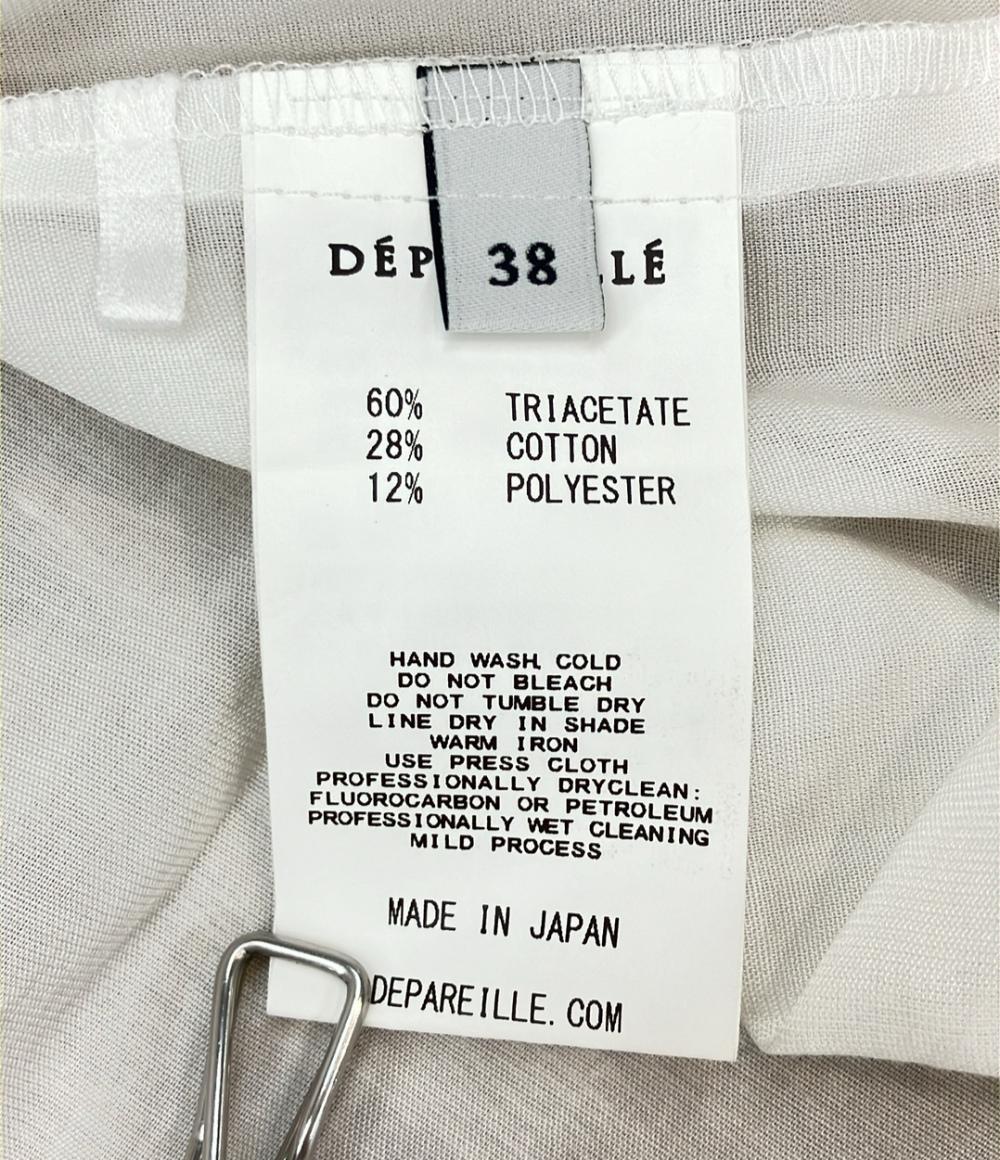 DÉP
38
LÉ
60% TRIACETATE
28% COTTON
12% POLYESTER
HAND WASH COLD
DO NOT BLEACH
DO NOT TUMBLE DRY
LINE DRY IN SHADE
WARM IRON
USE PRESS CLOTH
PROFESSIONALLY DRYCLEAN:
FLUOROCARBON OR PETROLEUM
PROFESSIONALLY WET CLEANING
MILD PROCESS
MADE IN JAPAN
DEPAREILLE.COM